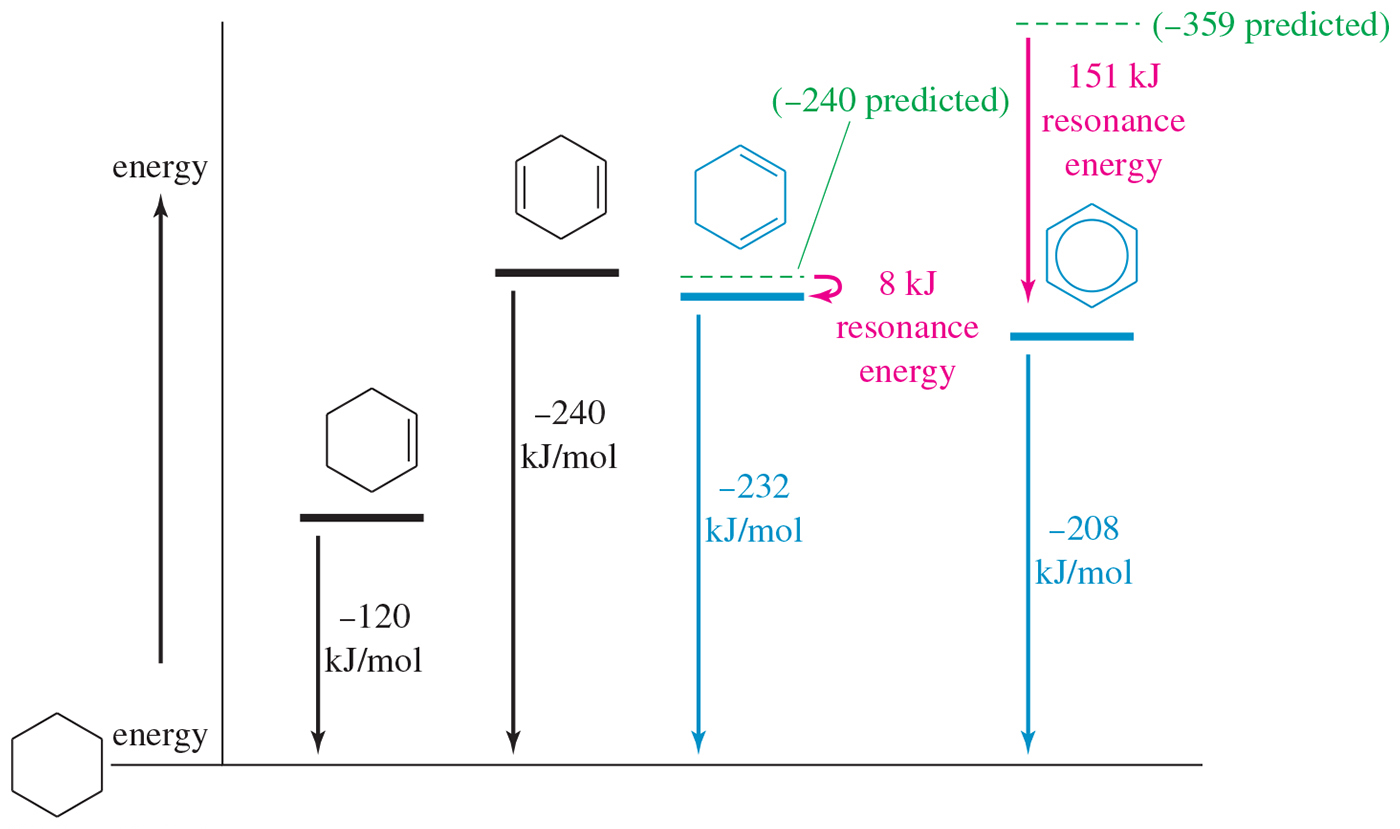 (–359 predicted)
151 kJ
resonance
energy
(–240 predicted)
energy
8 kJ
resonance
energy
–240
kJ/mol
–232
kJ/mol
–208
kJ/mol
–120
kJ/mol
energy